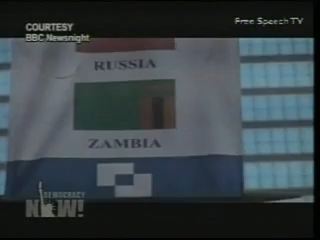 COURTESY
BBC Newsnight
Free Speech TV
RUSSIA
ZAMBIA
DEMOCRACY
NOW!